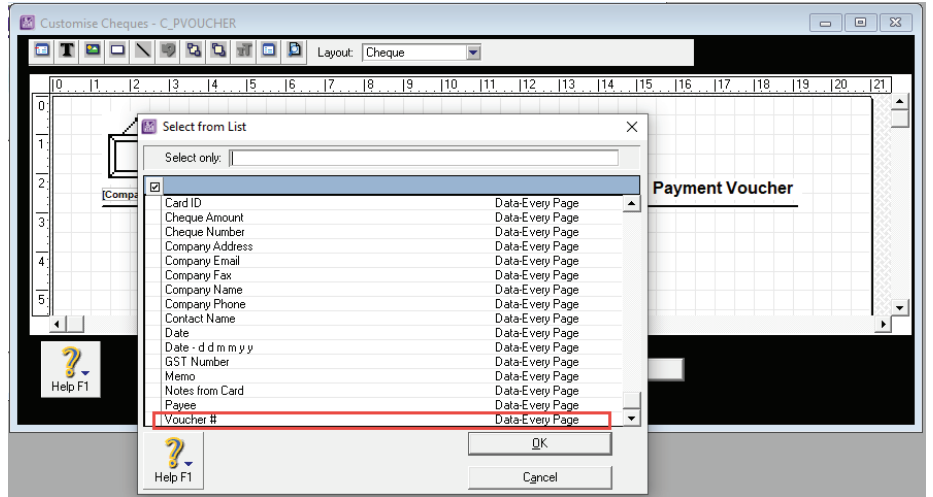 Customise Cheques - C_PVOUCHER
T Layout: Cheque
0 1 2 3 4 5 6 7 8 9 10 11 12 13 14 15 16 17 18 19 20 21
0
1
2
3
4
5
[Compa
Payment Voucher
Select from List
Select only:
Card ID Data-Every Page
Cheque Amount Data-Every Page
Cheque Number Data-Every Page
Company Address Data-Every Page
Company Email Data-Every Page
Company Fax Data-Every Page
Company Name Data-Every Page
Company Phone Data-Every Page
Contact Name Data-Every Page
Date Data-Every Page
Date - d d m m y y Data-Every Page
GST Number Data-Every Page
Memo Data-Every Page
Notes from Card Data-Every Page
Payee Data-Every Page
Voucher # Data-Every Page
Help F1
OK
Cancel
Help F1